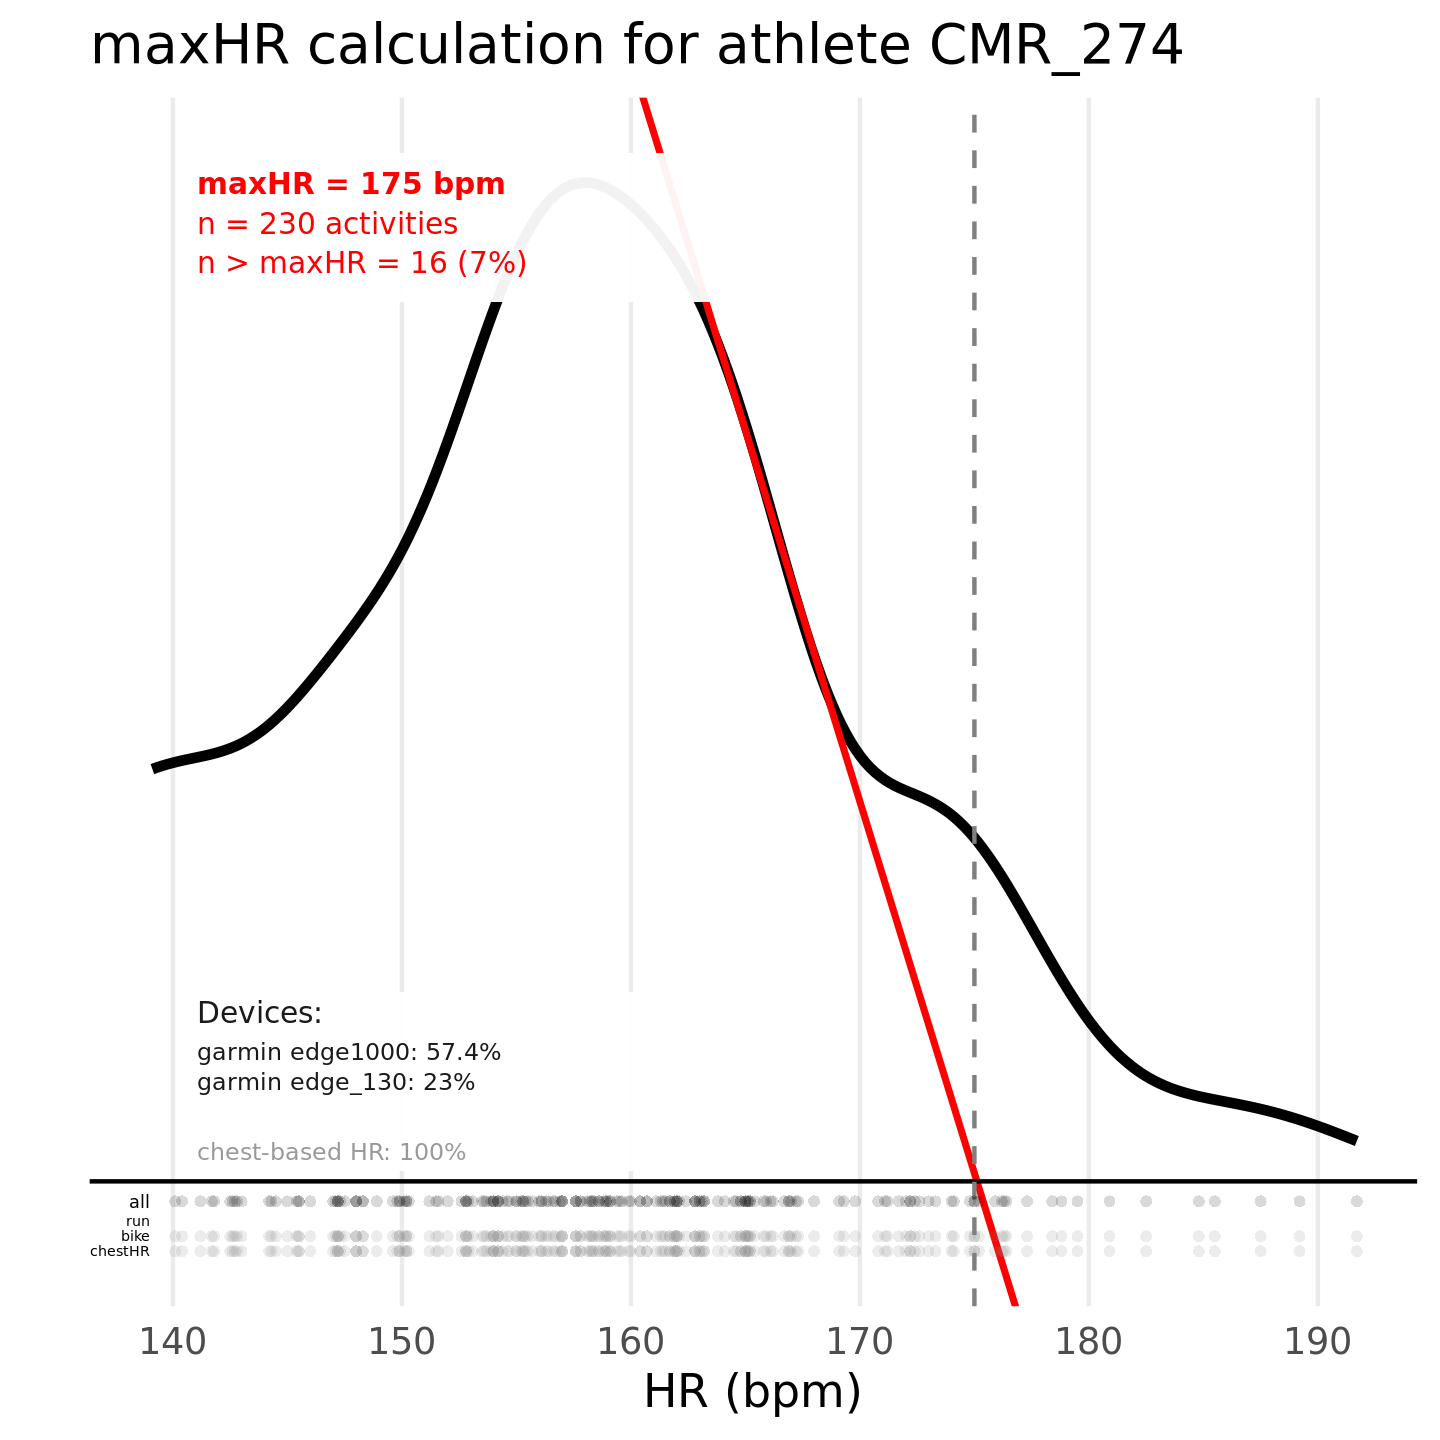 maxHR calculation for athlete CMR_274
maxHR = 175 bpm
n = 230 activities
n > maxHR = 16 (7%)
Devices:
garmin edge1000: 57.4%
garmin edge_130: 23%
chest-based HR: 100%
all
run
bike
chestHR
140 150 160 170 180 190
HR (bpm)